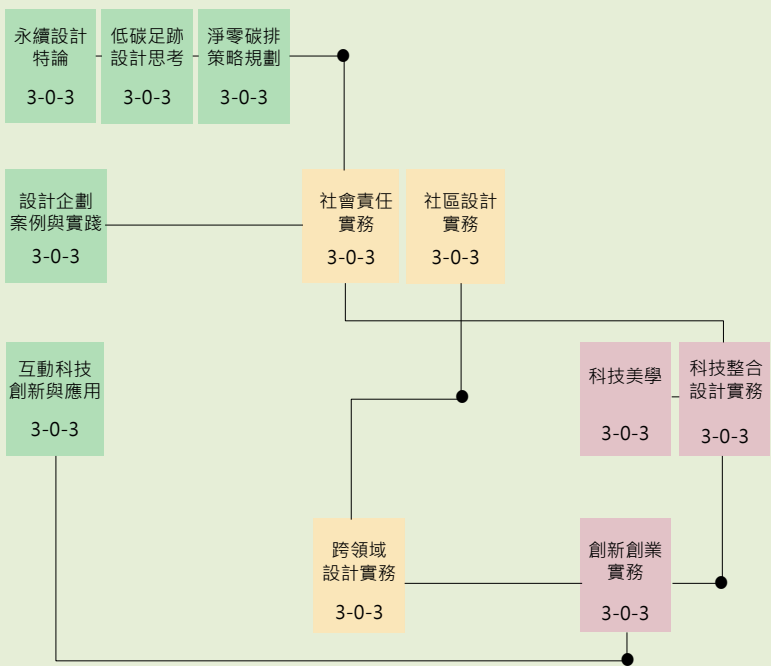 永續設計
特論
3-0-3
低碳足跡
設計思考
3-0-3
淨零碳排
策略規劃
3-0-3
設計企劃
案例與實踐
3-0-3
社會責任
實務
3-0-3
社區設計
實務
3-0-3
互動科技
創新與應用
3-0-3
科技美學
3-0-3
科技整合
設計實務
3-0-3
跨領域
設計實務
3-0-3
創新創業
實務
3-0-3